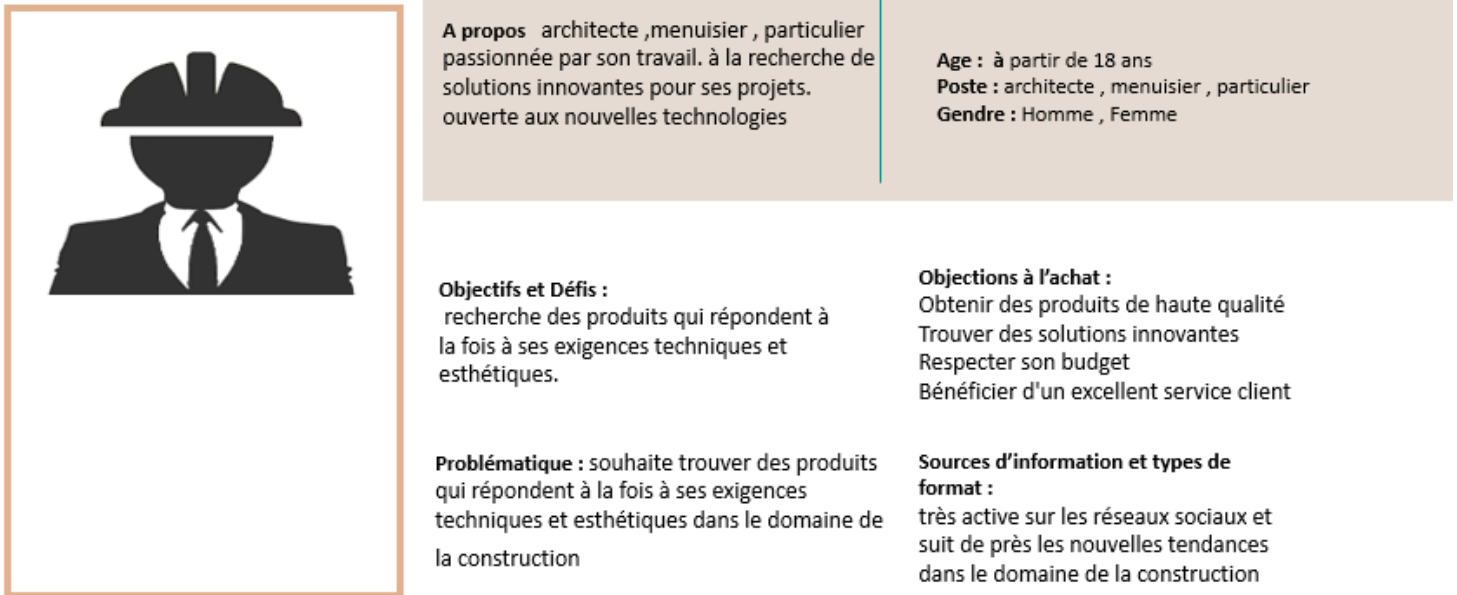 A propos architecte ,menuisier , particulier
passionnée par son travail. à la recherche de
solutions innovantes pour ses projets.
ouverte aux nouvelles technologies
Age : à partir de 18 ans
Poste : architecte , menuisier , particulier
Gendre : Homme , Femme
Objectifs et Défis :
recherche des produits qui répondent à
la fois à ses exigences techniques et
esthétiques.
Objections à l’achat :
Obtenir des produits de haute qualité
Trouver des solutions innovantes
Respecter son budget
Bénéficier d'un excellent service client
Problématique : souhaite trouver des produits
qui répondent à la fois à ses exigences
techniques et esthétiques dans le domaine de
la construction
Sources d’information et types de
format :
très active sur les réseaux sociaux et
suit de près les nouvelles tendances
dans le domaine de la construction